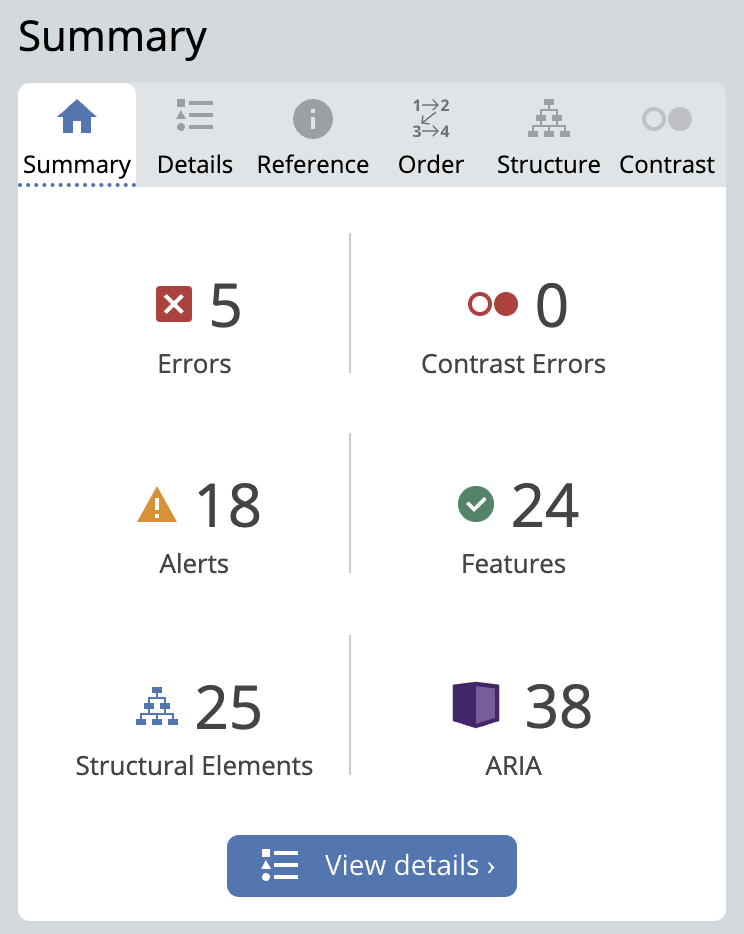 Summary
1→2
3→4
Summary Details Reference Order Structure Contrast
5 0
Errors Contrast Errors
18 24
Alerts Features
25 38
Structural Elements ARIA
View details ›